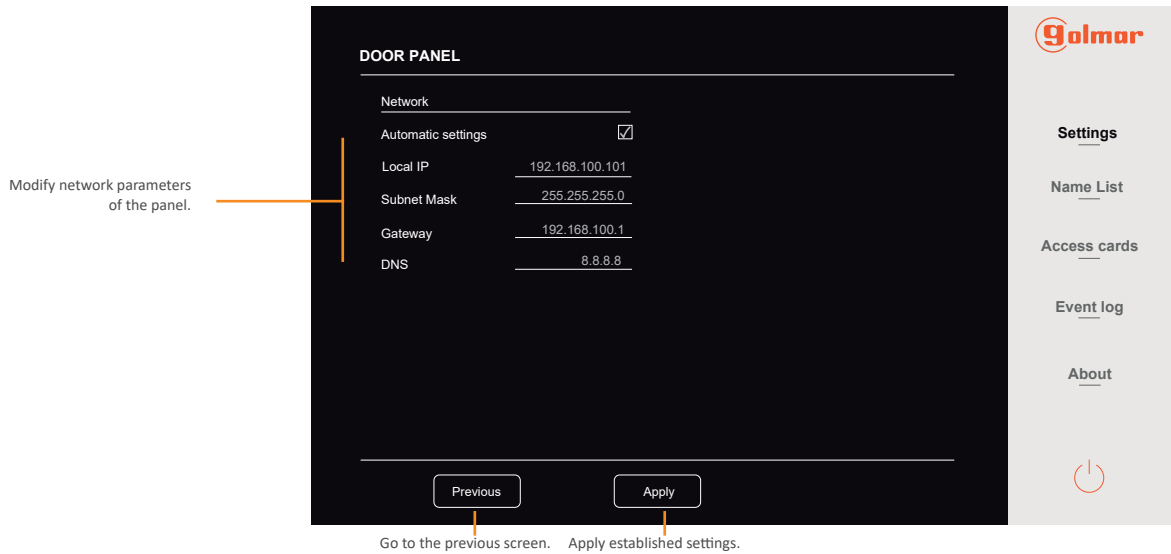 golmar
DOOR PANEL
Network
Automatic settings
Local IP 192.168.100.101
Subnet Mask 255.255.255.0
Gateway 192.168.100.1
DNS 8.8.8.8
Modify network parameters
of the panel.
Settings
Name List
Access cards
Event log
About
Previous Apply
Go to the previous screen. Apply established settings.